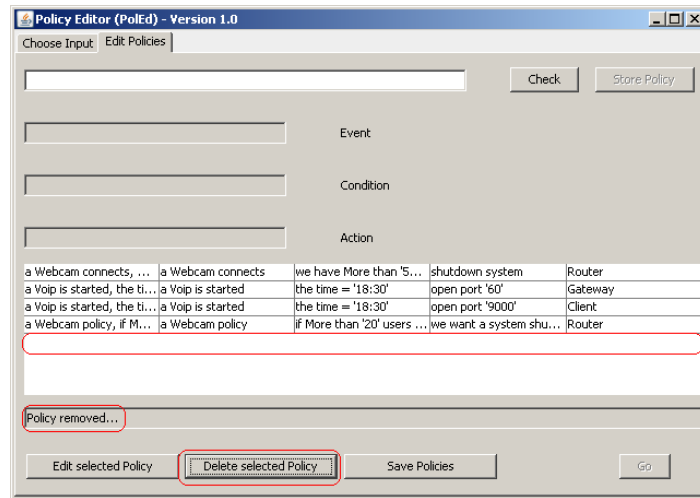 Policy Editor (PolEd) - Version 1.0
Choose Input Edit Policies
Check Store Policy
Event
Condition
Action
a Webcam connects, ... a Webcam connects we have More than '5... shutdown system Router
a Voip is started, the ti... a Voip is started the time = '18:30' open port '60' Gateway
a Voip is started, the ti... a Voip is started the time = '18:30' open port '9000' Client
a Webcam policy, if M... a Webcam policy if More than '20' users ... we want a system shu... Router
Policy removed...
Edit selected Policy Delete selected Policy Save Policies Go